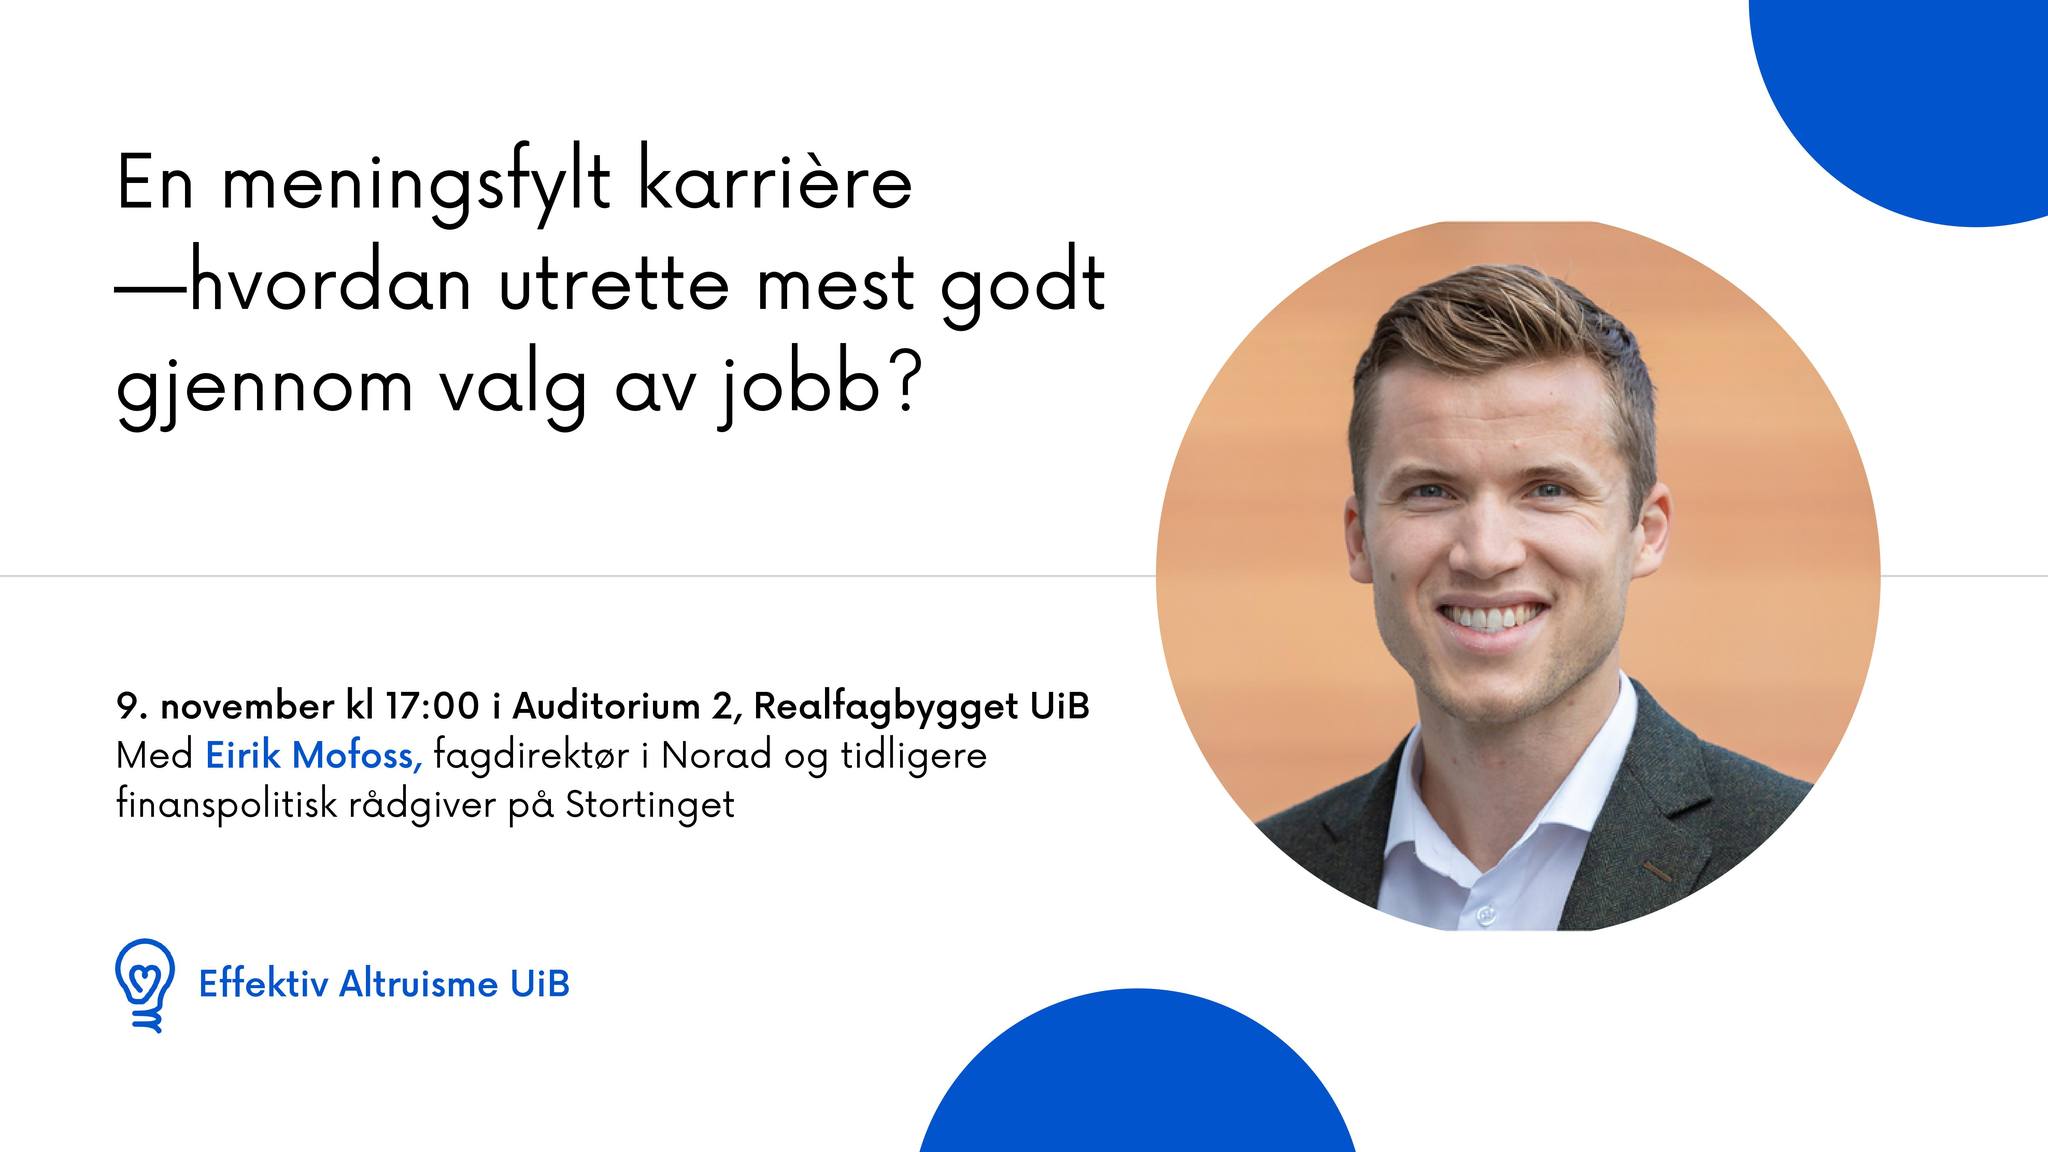 En meningsfylt karrière
—hvordan utrette mest godt
gjennom valg av jobb?
9. november kl 17:00 i Auditorium 2, Realfagbygget UiB
Med Eirik Mofoss, fagdirektør i Norad og tidligere
finanspolitisk rådgiver på Stortinget
Effektiv Altruisme UiB